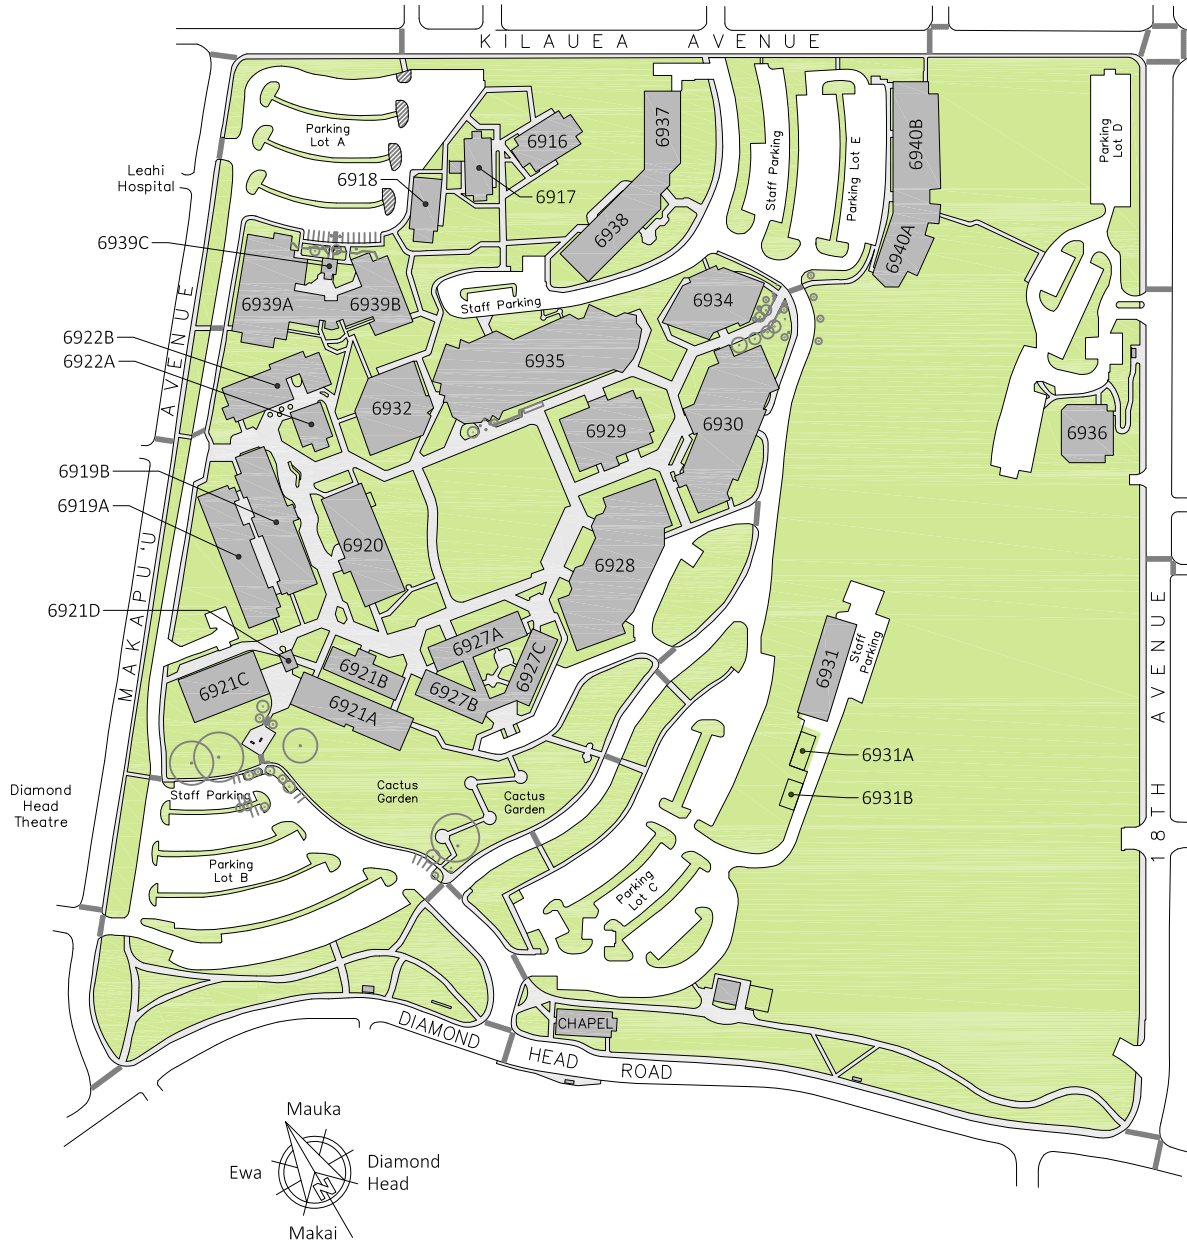 KILAUEA AVENUE
Parking
Lot A
6916
6937
Staff Parking
Parking Lot E
6940B
Parking
Lot D
Leahi
Hospital
6918
6917
6938
6940A
6939C
6939A
6939B
Staff Parking
6934
MAKAPU'U AVENUE
6922B
6922A
6935
6932
6929
6930
6936
6919B
6919A
6920
6928
6921D
6927A
6927C
6927B
6921B
6921C
6921A
6931
Staff
Parking
18TH AVENUE
6931A
6931B
Diamond
Head
Theatre
Staff Parking
Cactus
Garden
Cactus
Garden
Parking
Lot B
Parking
Lot C
CHAPEL
DIAMOND HEAD ROAD
Mauka
Ewa
Diamond
Head
Makai
N